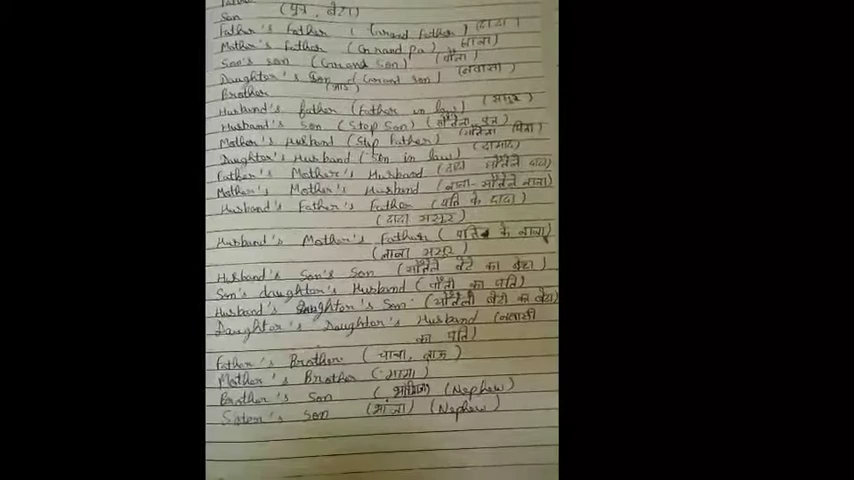 Son (पुत्र, बेटा)
Father's Father (Grand Father) (दादा)
Mother's Father (Grand pa) (नाना)
Son's son (Grand son) (पोता)
Daughter's Son (Grand son) (नवासा)
Brother (भाई)
Husband's father (Father in law) (ससुर)
Husband's Son (Step Son) (सौतेला पुत्र)
Mother's Husband (Step Father) (सौतेला पिता)
Daughter's Husband (Son in law) (दामाद)
Father's Mother's Husband (दादा सौतेले दादा)
Mother's Mother's Husband (नाना-सौतेले नाना)
Husband's Father's Father (पति के दादा)
(दादा ससुर)
Husband's Mother's Father (पति के नाना)
(नाना ससुर)
Husband's Son's Son (सौतेले बेटे का बेटा)
Son's daughter's Husband (पोती का पति)
Husband's Daughter's Son (सौतेली बेटी का बेटा)
Daughter's Daughter's Husband (नवासी
का पति)
Father's Brother (चाचा, ताऊ)
Mother's Brother (मामा)
Brother's Son (Nephew)
Son (भांजा) (Nephew)